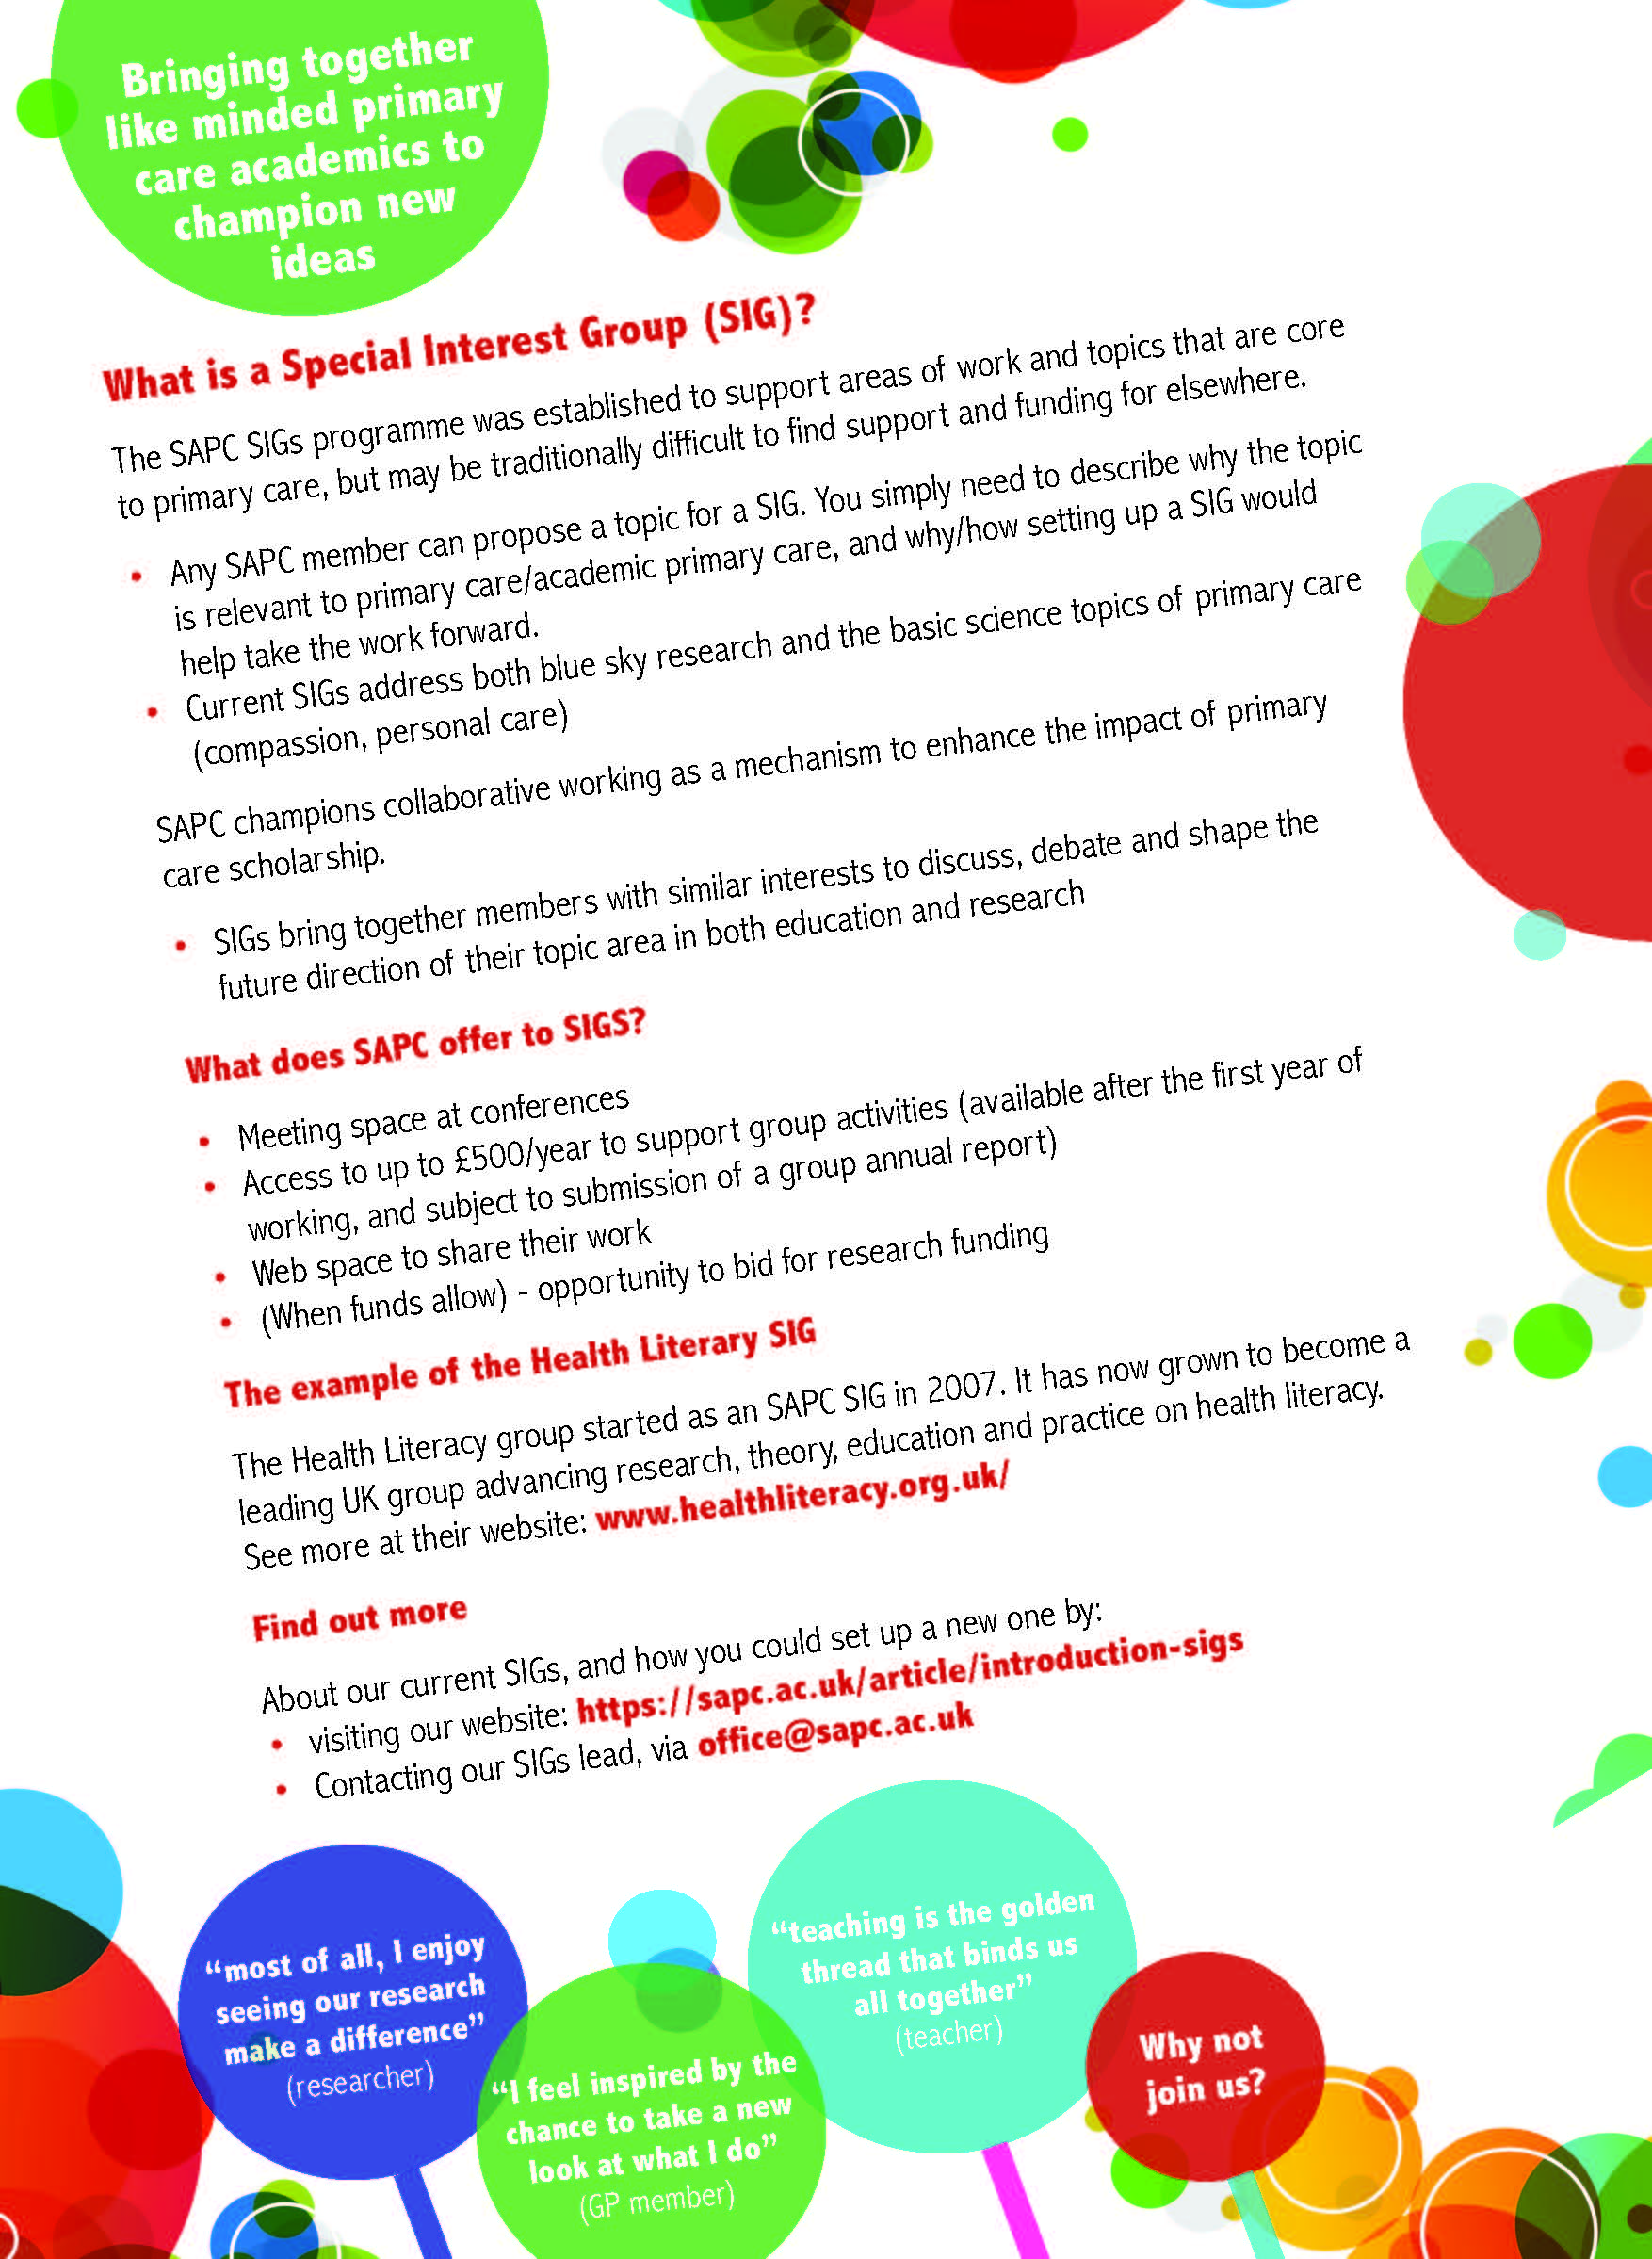 Bringing together
like minded primary
care academics to
champion new
ideas
What is a Special Interest Group (SIG)?
The SAPC SIGs programme was established to support areas of work and topics that are core
to primary care, but may be traditionally difficult to find support and funding for elsewhere.
• Any SAPC member can propose a topic for a SIG. You simply need to describe why the topic
is relevant to primary care/academic primary care, and why/how setting up a SIG would
help take the work forward.
• Current SIGs address both blue sky research and the basic science topics of primary care
(compassion, personal care)
SAPC champions collaborative working as a mechanism to enhance the impact of primary
care scholarship.
• SIGs bring together members with similar interests to discuss, debate and shape the
future direction of their topic area in both education and research
What does SAPC offer to SIGS?
• Meeting space at conferences
• Access to up to £500/year to support group activities (available after the first year of
working, and subject to submission of a group annual report)
• Web space to share their work
• (When funds allow) - opportunity to bid for research funding
The example of the Health Literary SIG
The Health Literacy group started as an SAPC SIG in 2007. It has now grown to become a
leading UK group advancing research, theory, education and practice on health literacy.
See more at their website: www.healthliteracy.org.uk/
Find out more
About our current SIGs, and how you could set up a new one by:
• visiting our website: https://sapc.ac.uk/article/introduction-sigs
• Contacting our SIGs lead, via office@sapc.ac.uk
“most of all, I enjoy
seeing our research
make a difference”
(researcher)
“I feel inspired by the
chance to take a new
look at what I do”
(GP member)
“teaching is the golden
thread that binds us
all together”
(teacher)
Why not
join us?